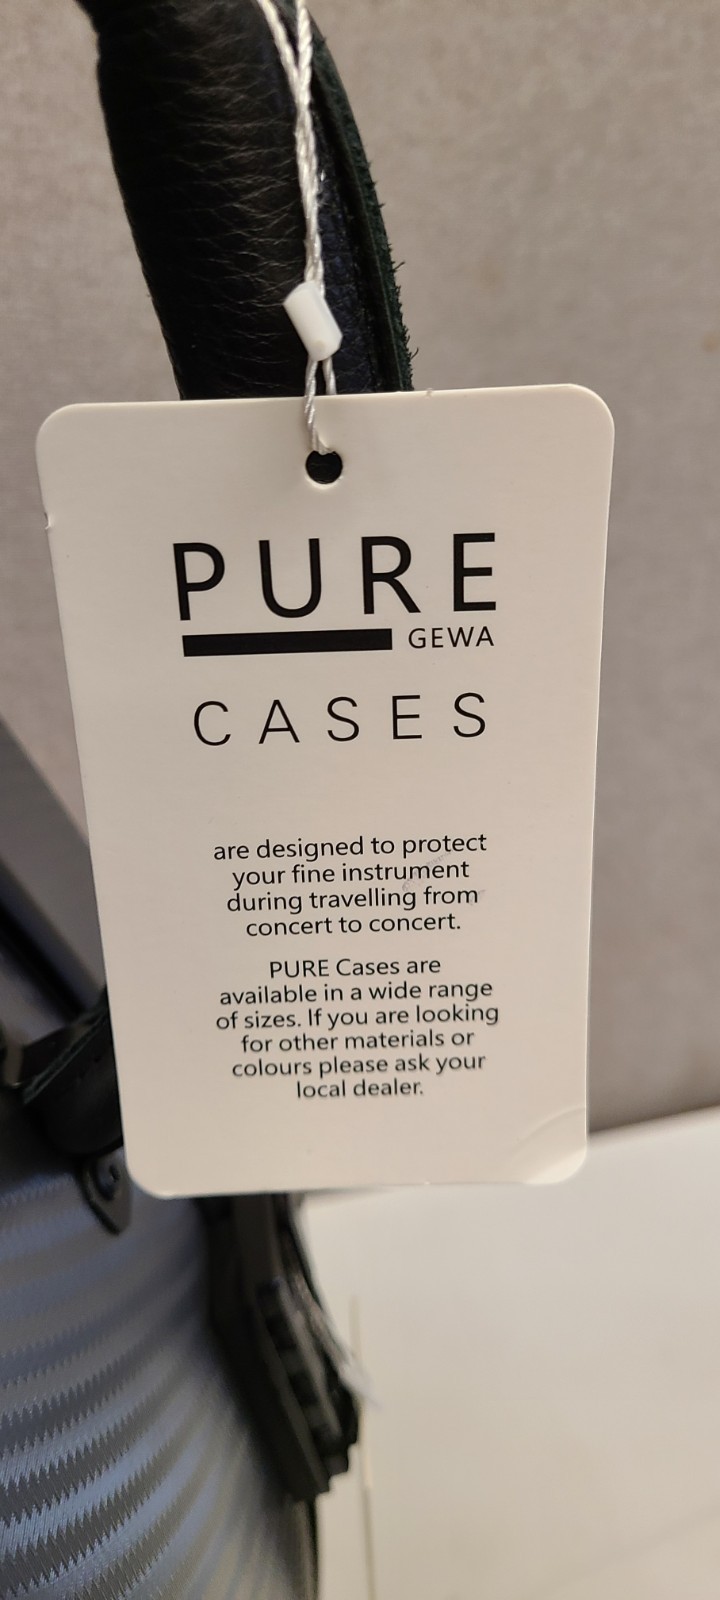 PURE
GEWA
CASES
are designed to protect
your fine instrument
during travelling from
concert to concert.
PURE Cases are
available in a wide range
of sizes. If you are looking
for other materials or
colours please ask your
local dealer.